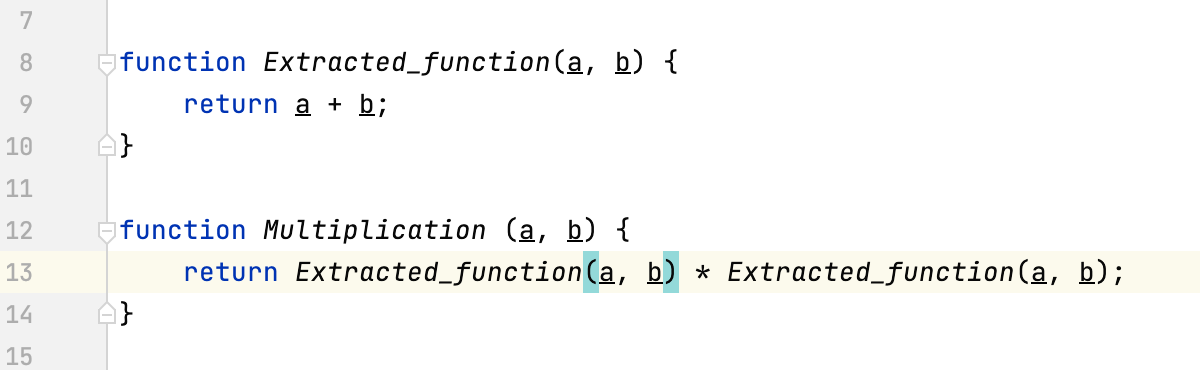 7
8 function Extracted_function(a, b) {
9 return a + b;
10 }
11
12 function Multiplication (a, b) {
13 return Extracted_function(a, b) * Extracted_function(a, b);
14 }
15